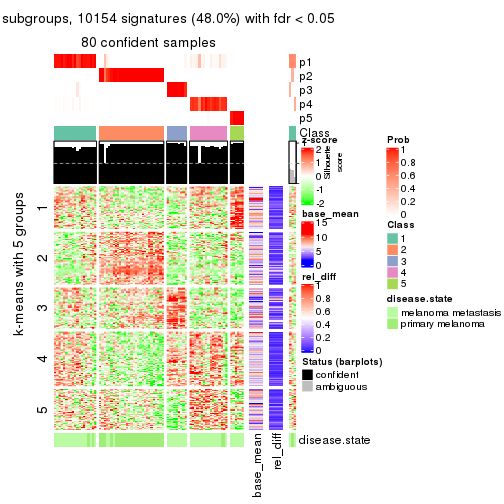 subgroups, 10154 signatures (48.0%) with fdr < 0.05
80 confident samples
p1
p2
p3
p4
p5
Class
z-score
2
1
0
-1
-2
Silhouette
score
base_mean
15
10
5
0
rel_diff
1
0.8
0.6
0.4
0.2
0
Status (barplots)
confident
ambiguous
Prob
1
0.8
0.6
0.4
0.2
0
Class
1
2
3
4
5
disease.state
melanoma metastasis
primary melanoma
k-means with 5 groups
1
2
3
4
5
disease.state
base_mean
rel_diff